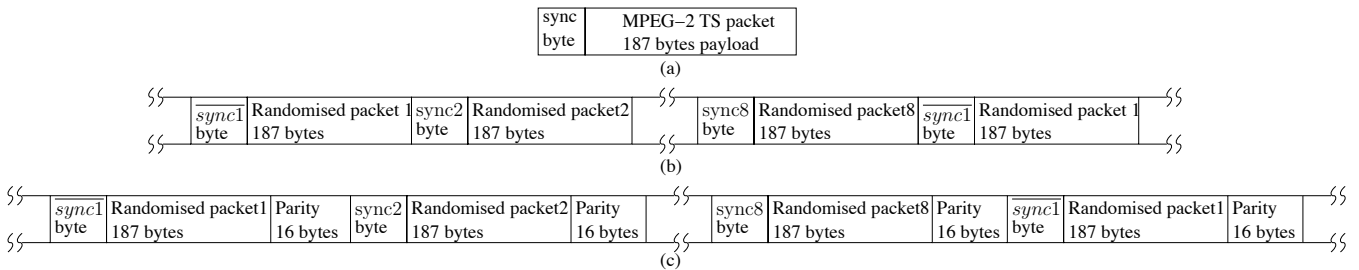 sync MPEG−2 TS packet
byte 187 bytes payload
(a)
sync1 Randomised packet 1 sync2 Randomised packet2 sync8 Randomised packet8 sync1 Randomised packet 1
byte 187 bytes byte 187 bytes byte 187 bytes byte 187 bytes
(b)
sync1 Randomised packet1 Parity sync2 Randomised packet2 Parity sync8 Randomised packet8 Parity sync1 Randomised packet1 Parity
byte 187 bytes 16 bytes byte 187 bytes 16 bytes byte 187 bytes 16 bytes byte 187 bytes 16 bytes
(c)